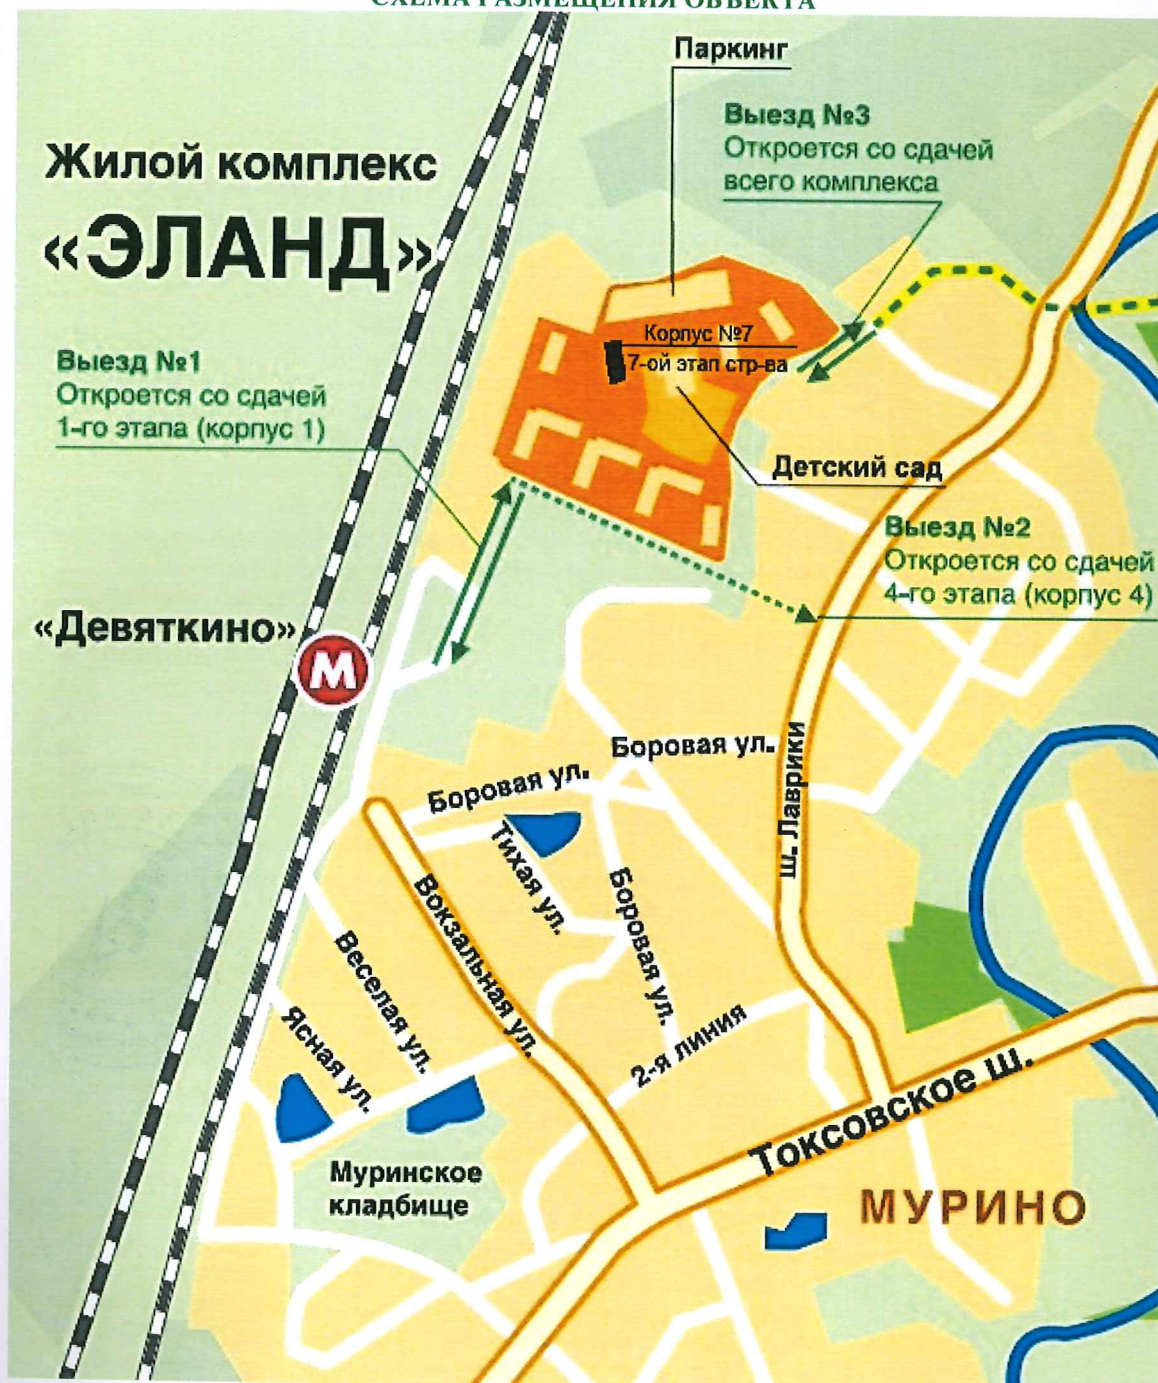 СХЕМА РАЗМЕЩЕНИЯ ОБЪЕКТА
Паркинг
Выезд №3
Откроется со сдачей
всего комплекса
Жилой комплекс
«ЭЛАНД»
Корпус №7
7-ой этап стр-ва
Выезд №1
Откроется со сдачей
1-го этапа (корпус 1)
Детский сад
Выезд №2
Откроется со сдачей
4-го этапа (корпус 4)
«Девяткино»
М
Боровая ул.
Боровая ул.
ш. Лаврики
Тихая ул.
Боровая ул.
Вокзальная ул.
Веселая ул.
Ясная ул.
2-я линия
Токсовское ш.
Муринское
кладбище
МУРИНО